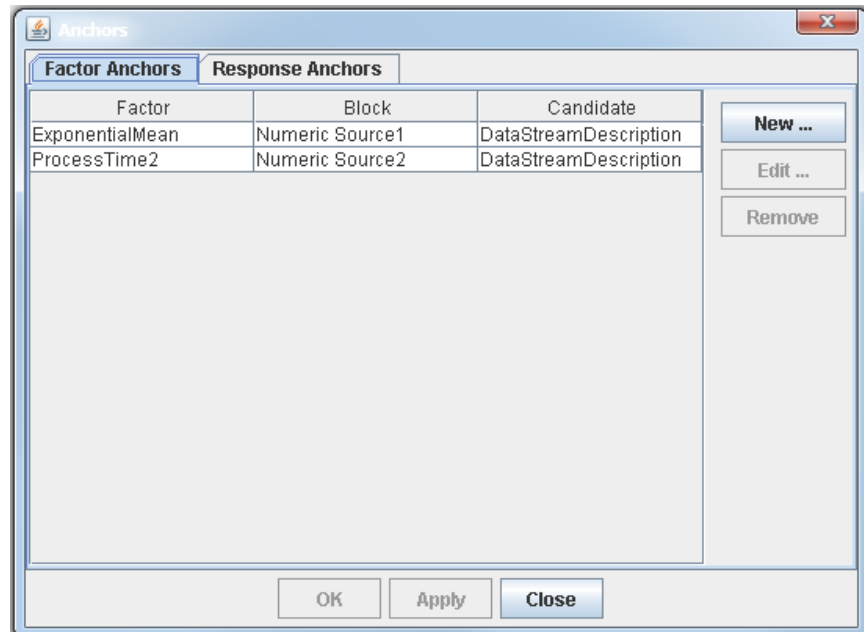 Anchors
Factor Anchors Response Anchors
Factor Block Candidate
ExponentialMean Numeric Source1 DataStreamDescription
ProcessTime2 Numeric Source2 DataStreamDescription
New ...
Edit ...
Remove
OK Apply Close